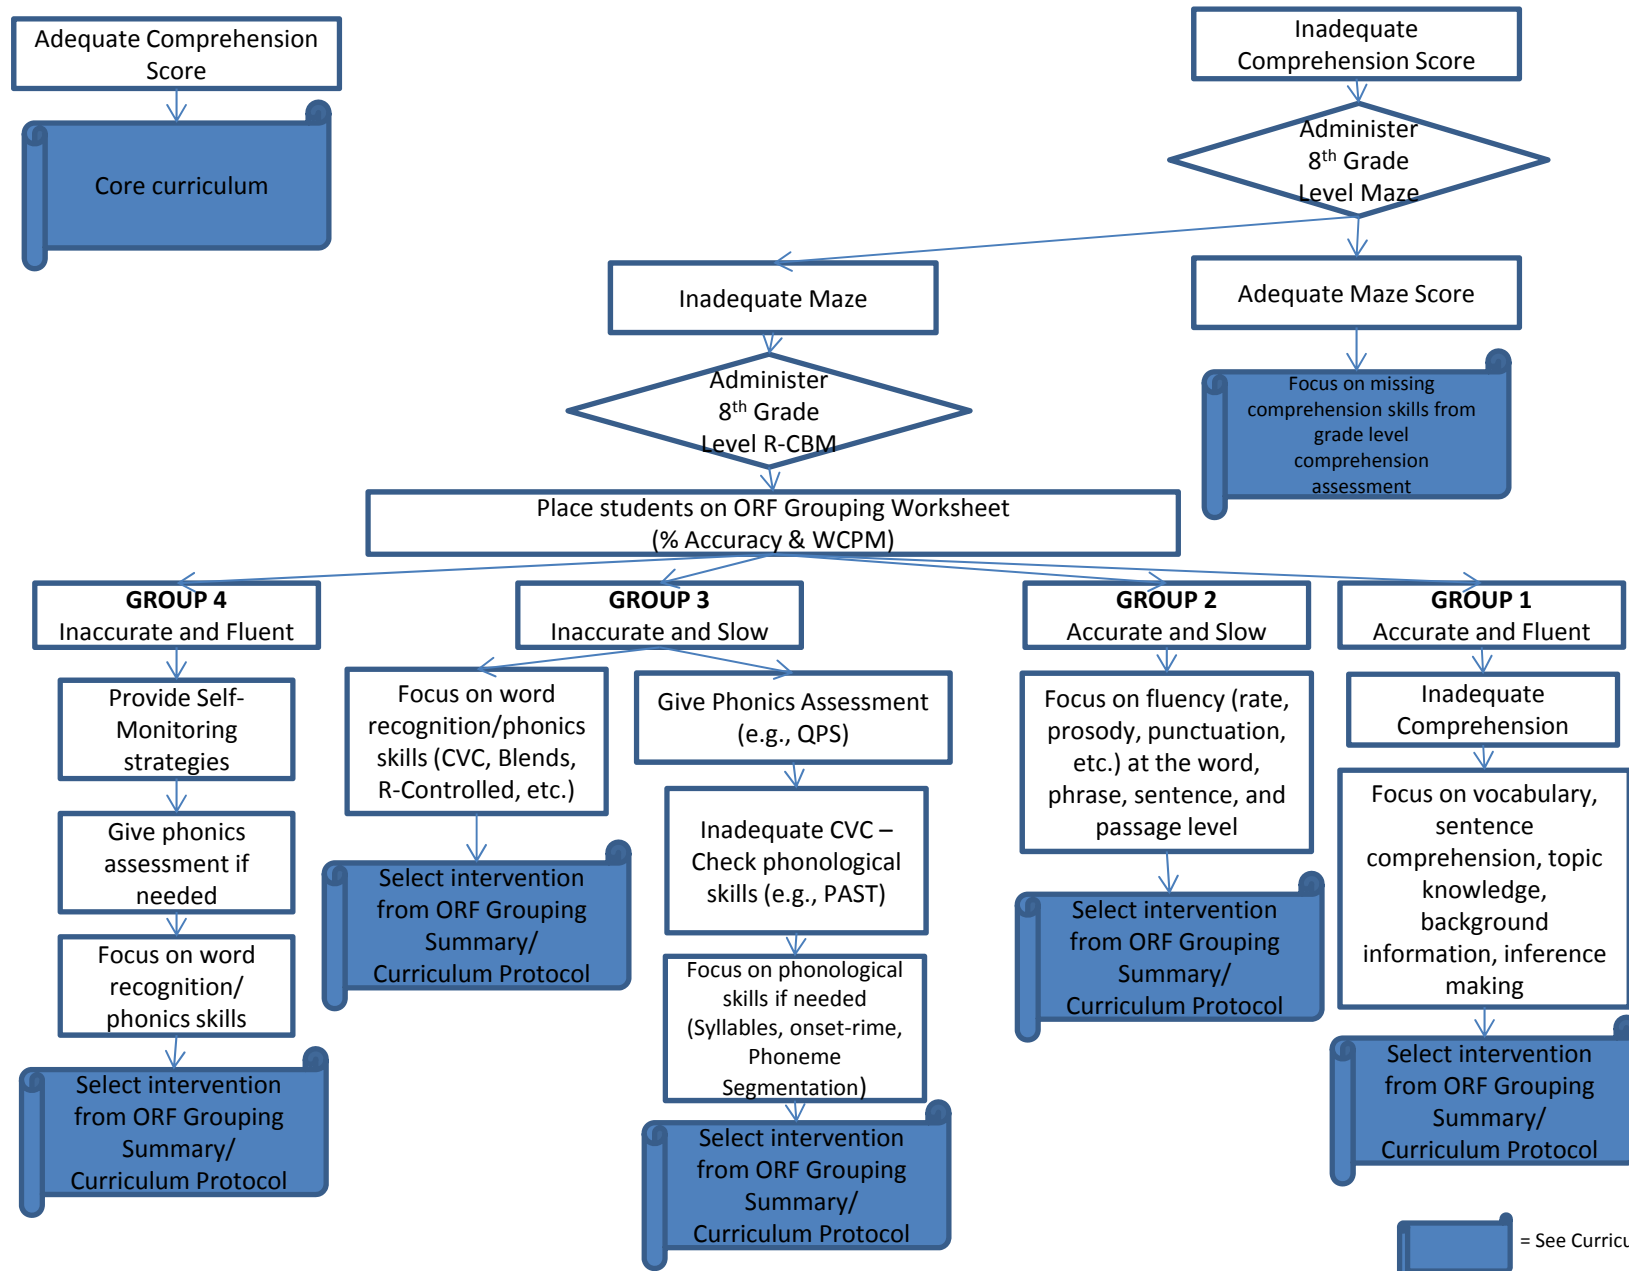 Adequate Comprehension
Score
Core curriculum
Inadequate
Comprehension Score
Administer
8th Grade
Level Maze
Inadequate Maze
Adequate Maze Score
Administer
8th Grade
Level R-CBM
Focus on missing
comprehension skills from
grade level
comprehension
assessment
Place students on ORF Grouping Worksheet
(% Accuracy & WCPM)
GROUP 4
Inaccurate and Fluent
Provide Self-
Monitoring
strategies
Give phonics
assessment if
needed
Focus on word
recognition/
phonics skills
Select intervention
from ORF Grouping
Summary/
Curriculum Protocol
GROUP 3
Inaccurate and Slow
Focus on word
recognition/phonics
skills (CVC, Blends,
R-Controlled, etc.)
Select intervention
from ORF Grouping
Summary/
Curriculum Protocol
Give Phonics Assessment
(e.g., QPS)
Inadequate CVC –
Check phonological
skills (e.g., PAST)
Focus on phonological
skills if needed
(Syllables, onset-rime,
Phoneme
Segmentation)
Select intervention
from ORF Grouping
Summary/
Curriculum Protocol
GROUP 2
Accurate and Slow
Focus on fluency (rate,
prosody, punctuation,
etc.) at the word,
phrase, sentence, and
passage level
Select intervention
from ORF Grouping
Summary/
Curriculum Protocol
GROUP 1
Accurate and Fluent
Inadequate
Comprehension
Focus on vocabulary,
sentence
comprehension, topic
knowledge,
background
information, inference
making
Select intervention
from ORF Grouping
Summary/
Curriculum Protocol
= See